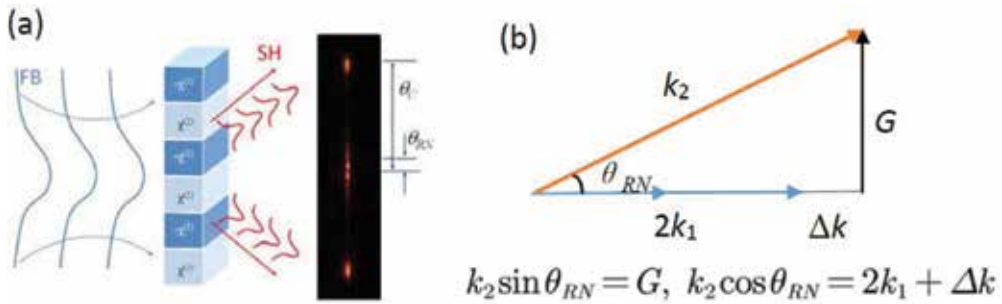 (a)
FB
SH
-χ⁽²⁾
χ⁽²⁾
-χ⁽²⁾
χ⁽²⁾
-χ⁽²⁾
χ⁽²⁾
θ_RN
(b)
k₂
G
θ_RN
2k₁
Δk
k₂ sin θ_RN = G, k₂ cos θ_RN = 2k₁ + Δk